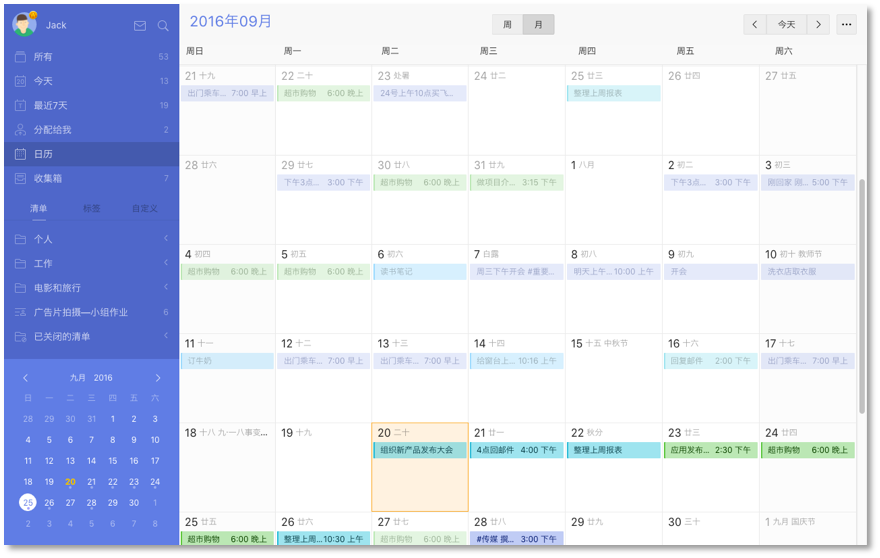 Jack
所有 53
今天 13
最近7天 19
分配给我 2
日历
收集箱 7
清单 标签 自定义
个人
工作
电影和旅行
广告片拍摄—小组作业 6
已关闭的清单
九月 2016
日 一 二 三 四 五 六
28 29 30 31 1 2 3
4 5 6 7 8 9 10
11 12 13 14 15 16 17
18 19 20 21 22 23 24
25 26 27 28 29 30 1
2 3 4 5 6 7 8
2016年09月
周 月
今天
周日 周一 周二 周三 周四 周五 周六
21 十九 22 二十 23 处暑 24 廿二 25 廿三 26 廿四 27 廿五
出门乘车... 7:00 早上 超市购物 6:00 晚上 24号上午10点买飞... 整理上周报表
28 廿六 29 廿七 30 廿八 31 廿九 1 八月 2 初二 3 初三
下午3点... 3:00 下午 超市购物 6:00 晚上 做项目介... 3:15 下午 下午3点... 3:00 下午 5:00 下午
4 初四 5 初五 6 初六 7 白露 8 初八 9 初九 10 初十 教师节
超市购物 6:00 晚上 超市购物 6:00 晚上 读书笔记 周三下午开会 #重要... 明天上午... 10:00 上午 开会 洗衣店取衣服
11 十一 12 十二 13 十三 14 十四 15 十五 中秋节 16 十六 17 十七
订牛奶 出门乘车... 7:00 早上 出门乘车... 7:00 早上 给窗台上... 10:16 上午 回复邮件 2:00 下午 出门乘车... 7:00 早上
18 十八 九·一八事变... 19 十九 20 二十 21 廿一 22 秋分 23 廿三 24 廿四
组织新产品发布大会 4点回邮件 4:00 下午 整理上周报表 应用发布... 2:30 下午 超市购物 6:00 晚上
25 廿五 26 廿六 27 廿七 28 廿八 29 廿九 30 三十 1 九月 国庆节
超市购物 6:00 晚上 整理上周... 10:30 上午 超市购物 6:00 晚上 #传媒 撰... 3:00 下午